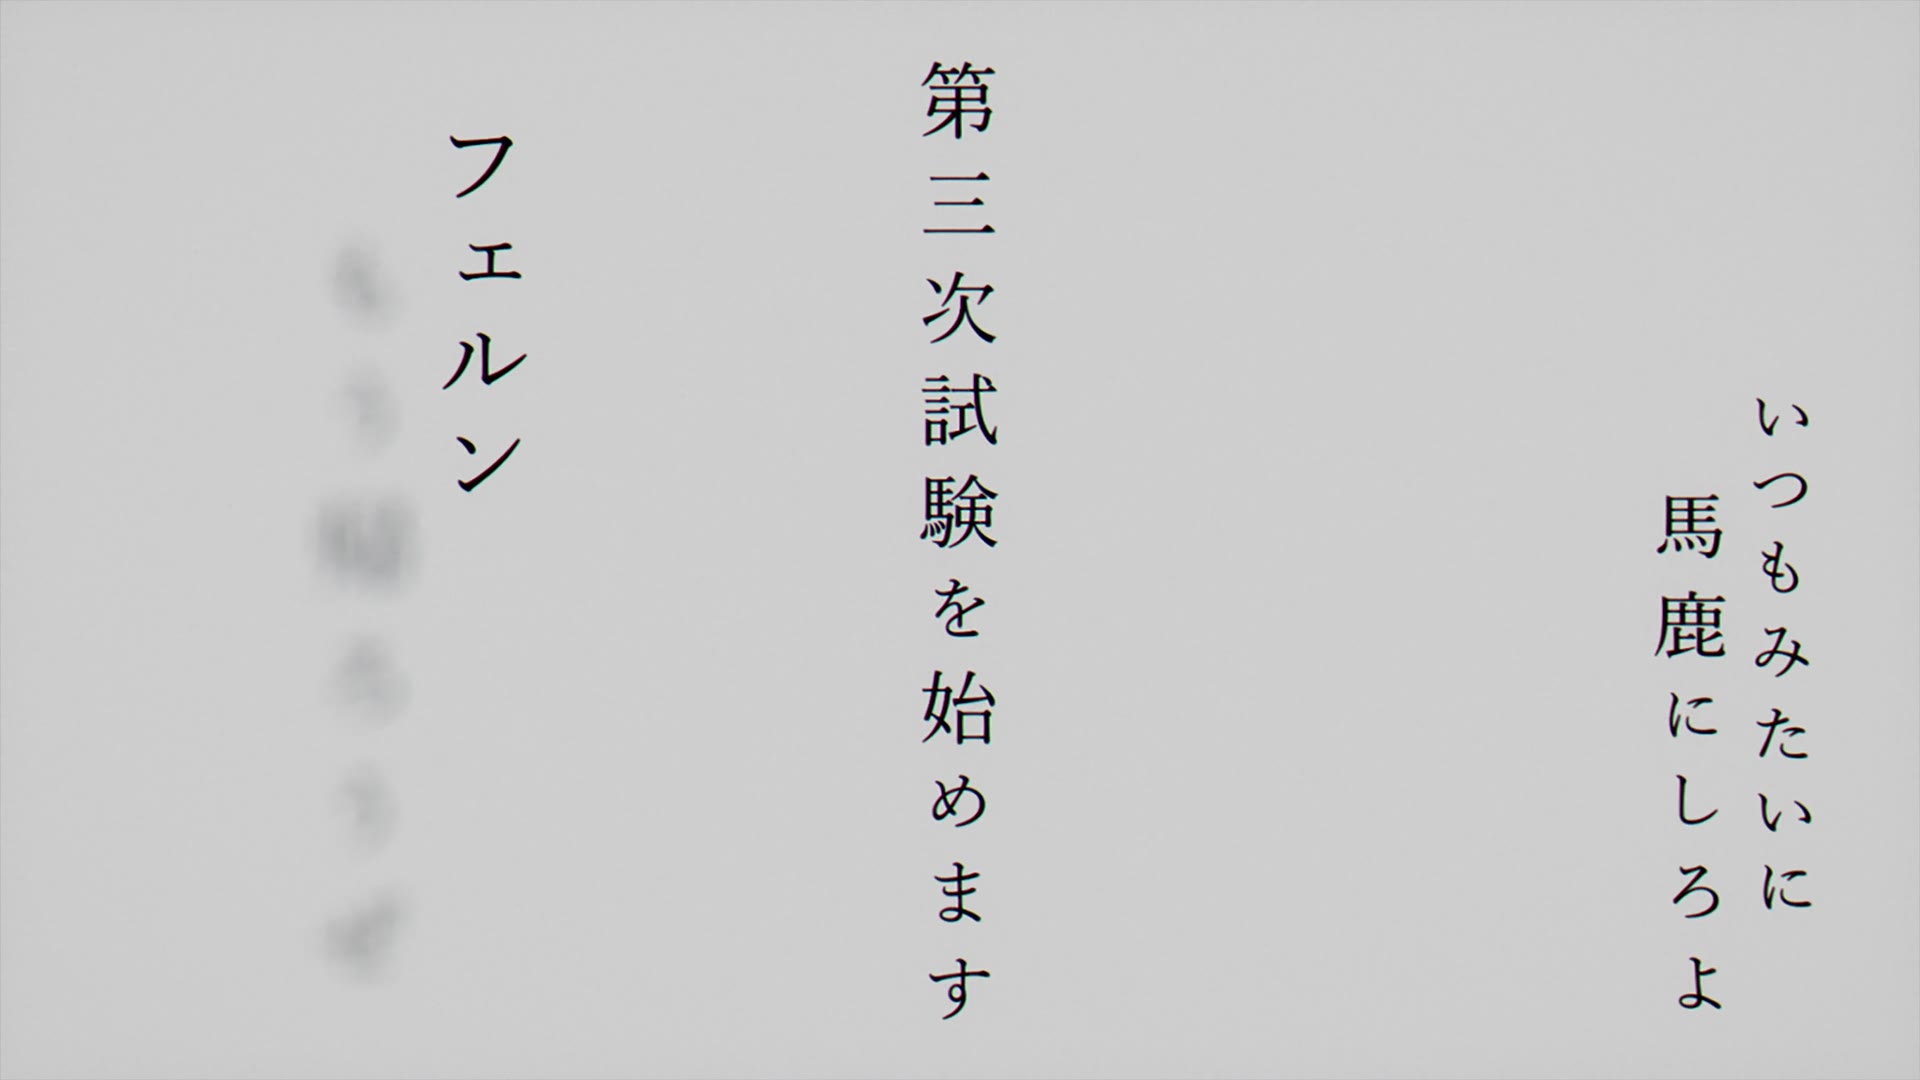 いつもみたいに
馬鹿にしろよ
第三次試験を始めます
フェルン